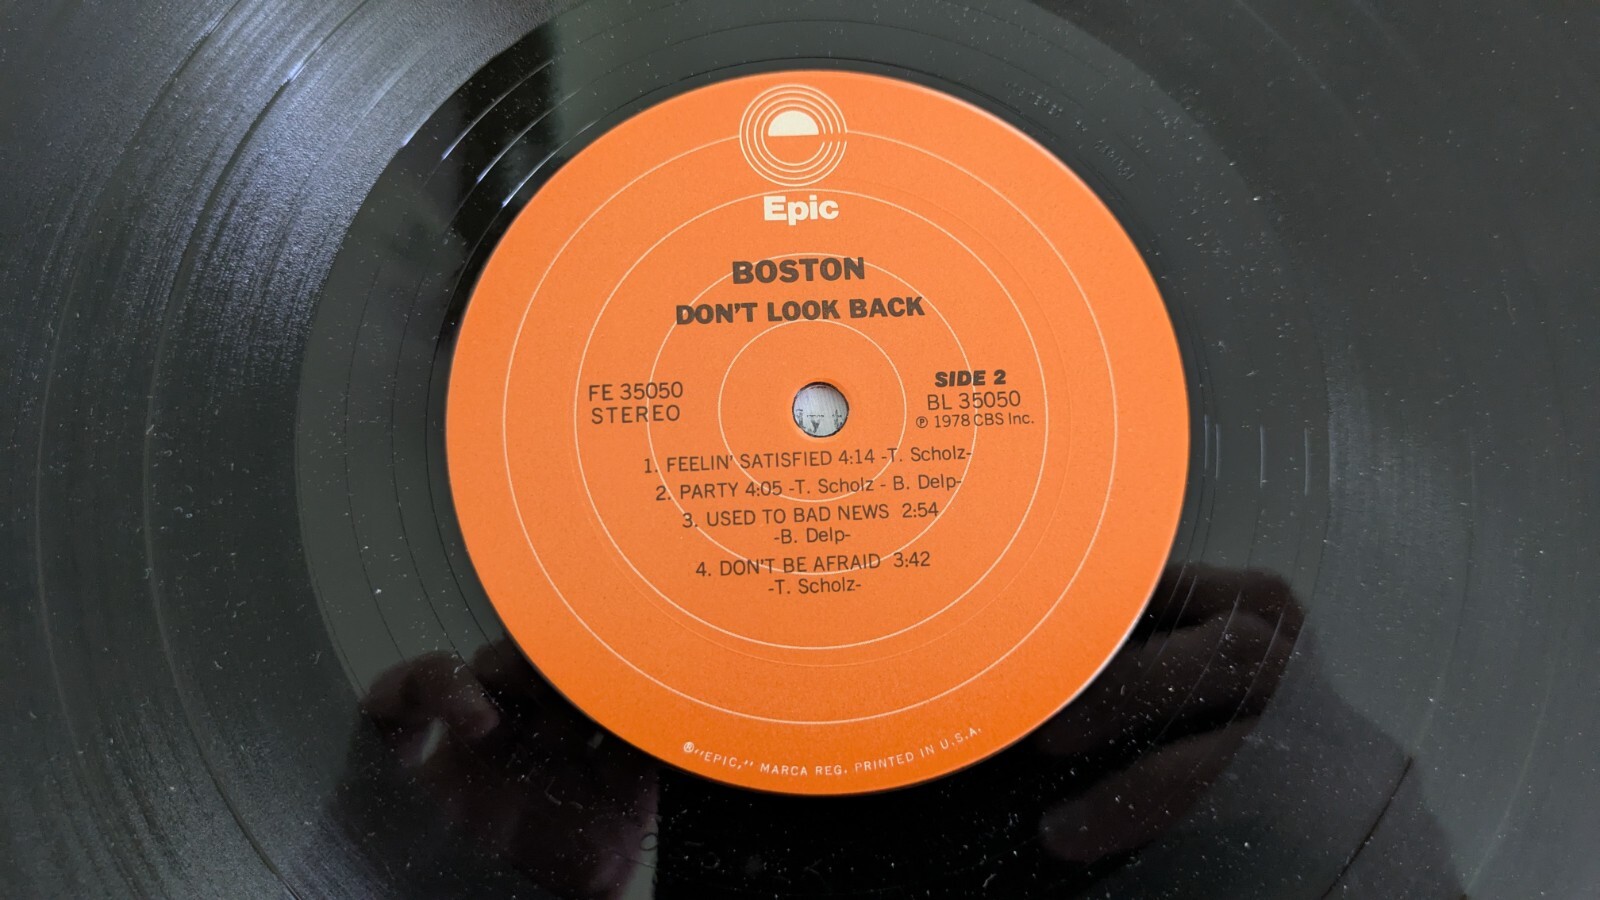 Epic
BOSTON
DON'T LOOK BACK
FE 35050
STEREO
SIDE 2
BL 35050
℗ 1978 CBS Inc.
1. FEELIN' SATISFIED 4:14 -T. Scholz-
2. PARTY 4:05 -T. Scholz - B. Delp-
3. USED TO BAD NEWS 2:54
-B. Delp-
4. DON'T BE AFRAID 3:42
-T. Scholz-
®"EPIC," MARCA REG. PRINTED IN U.S.A.